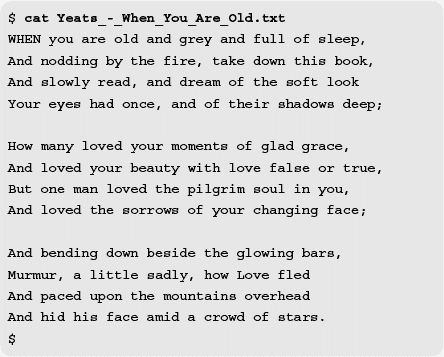 $ cat Yeats_-_When_You_Are_Old.txt
WHEN you are old and grey and full of sleep,
And nodding by the fire, take down this book,
And slowly read, and dream of the soft look
Your eyes had once, and of their shadows deep;

How many loved your moments of glad grace,
And loved your beauty with love false or true,
But one man loved the pilgrim soul in you,
And loved the sorrows of your changing face;

And bending down beside the glowing bars,
Murmur, a little sadly, how Love fled
And paced upon the mountains overhead
And hid his face amid a crowd of stars.
$